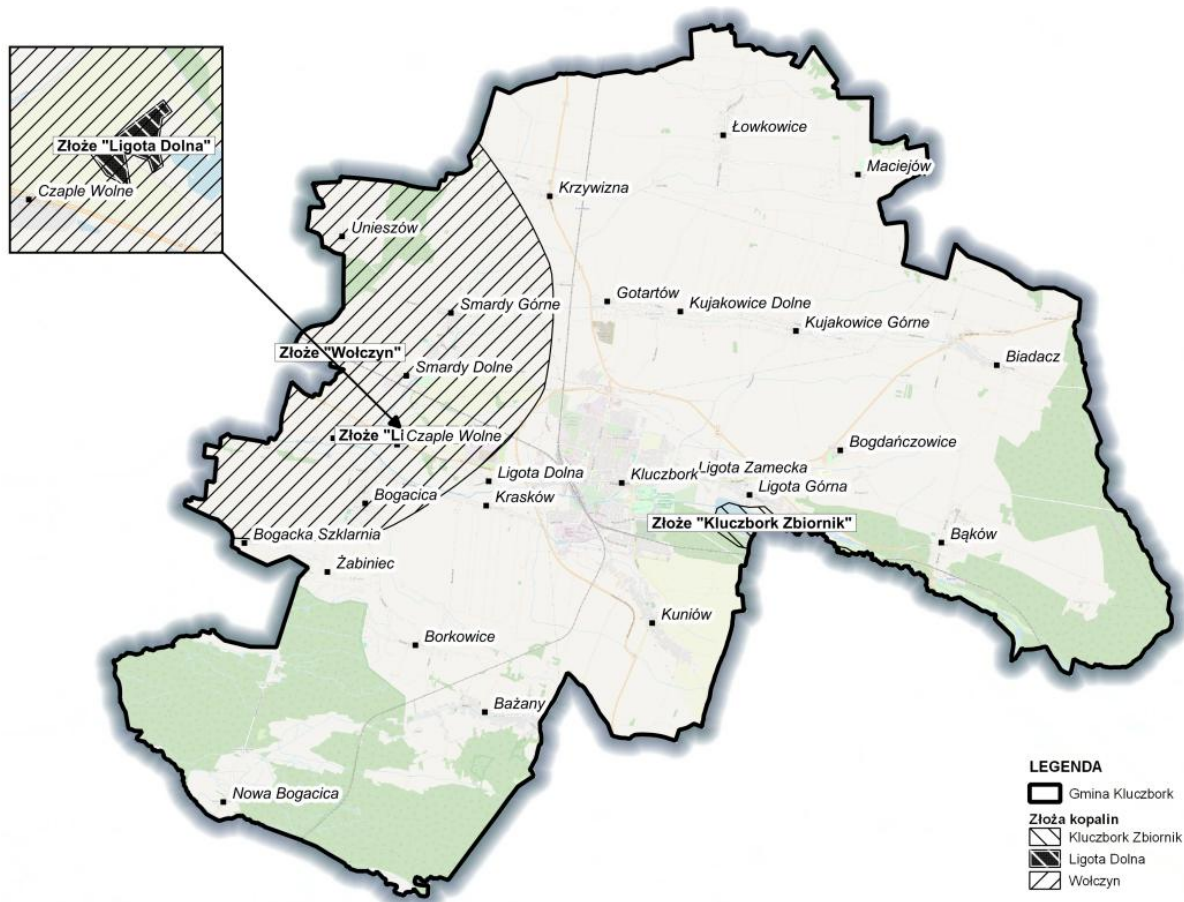 Złoże "Ligota Dolna"
Czaple Wolne
Łowkowice
Maciejów
Krzywizna
Unieszów
Smardy Górne
Gotartów
Kujakowice Dolne
Kujakowice Górne
Złoże "Wołczyn"
Smardy Dolne
Biadacz
Złoże "Li
Czaple Wolne
Bogdańczowice
Ligota Dolna
Kluczbork
Ligota Zamecka
Ligota Górna
Bogacica
Krasków
Złoże "Kluczbork Zbiornik"
Bogacka Szklarnia
Bąków
Żabiniec
Kuniów
Borkowice
Bażany
Nowa Bogacica
LEGENDA
Gmina Kluczbork
Złoża kopalin
Kluczbork Zbiornik
Ligota Dolna
Wołczyn